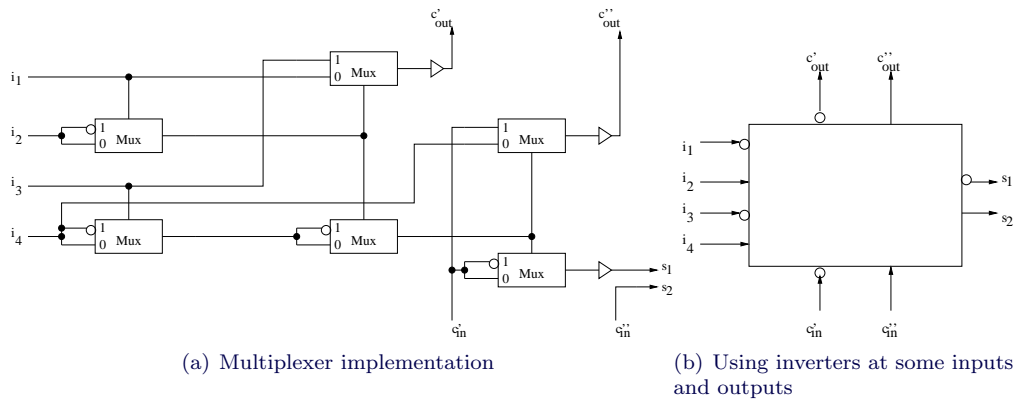 c'out
c''out
i1
1
0 Mux
i2
1
0 Mux
1
0 Mux
i3
i4
1
0 Mux
1
0 Mux
1
0 Mux
s1
s2
c'in
c''in
(a) Multiplexer implementation
c'out
c''out
i1
i2
i3
i4
s1
s2
c'in
c''in
(b) Using inverters at some inputs
and outputs